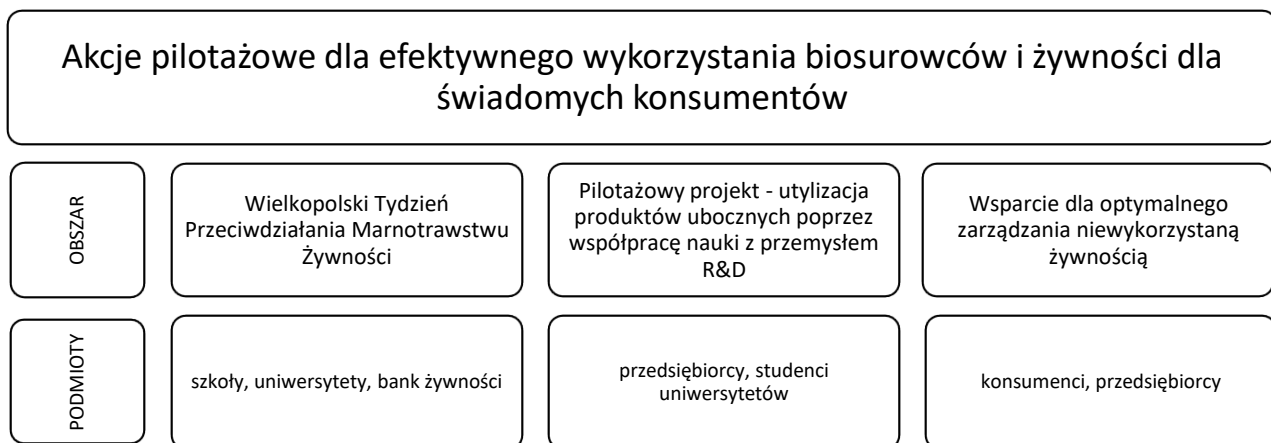 Akcje pilotażowe dla efektywnego wykorzystania biosurowców i żywności dla
świadomych konsumentów
OBSZAR
Wielkopolski Tydzień
Przeciwdziałania Marnotrawstwu
Żywności
Pilotażowy projekt - utylizacja
produktów ubocznych poprzez
współpracę nauki z przemysłem
R&D
Wsparcie dla optymalnego
zarządzania niewykorzystaną
żywnością
PODMIOTY
szkoły, uniwersytety, bank żywności
przedsiębiorcy, studenci
uniwersytetów
konsumenci, przedsiębiorcy